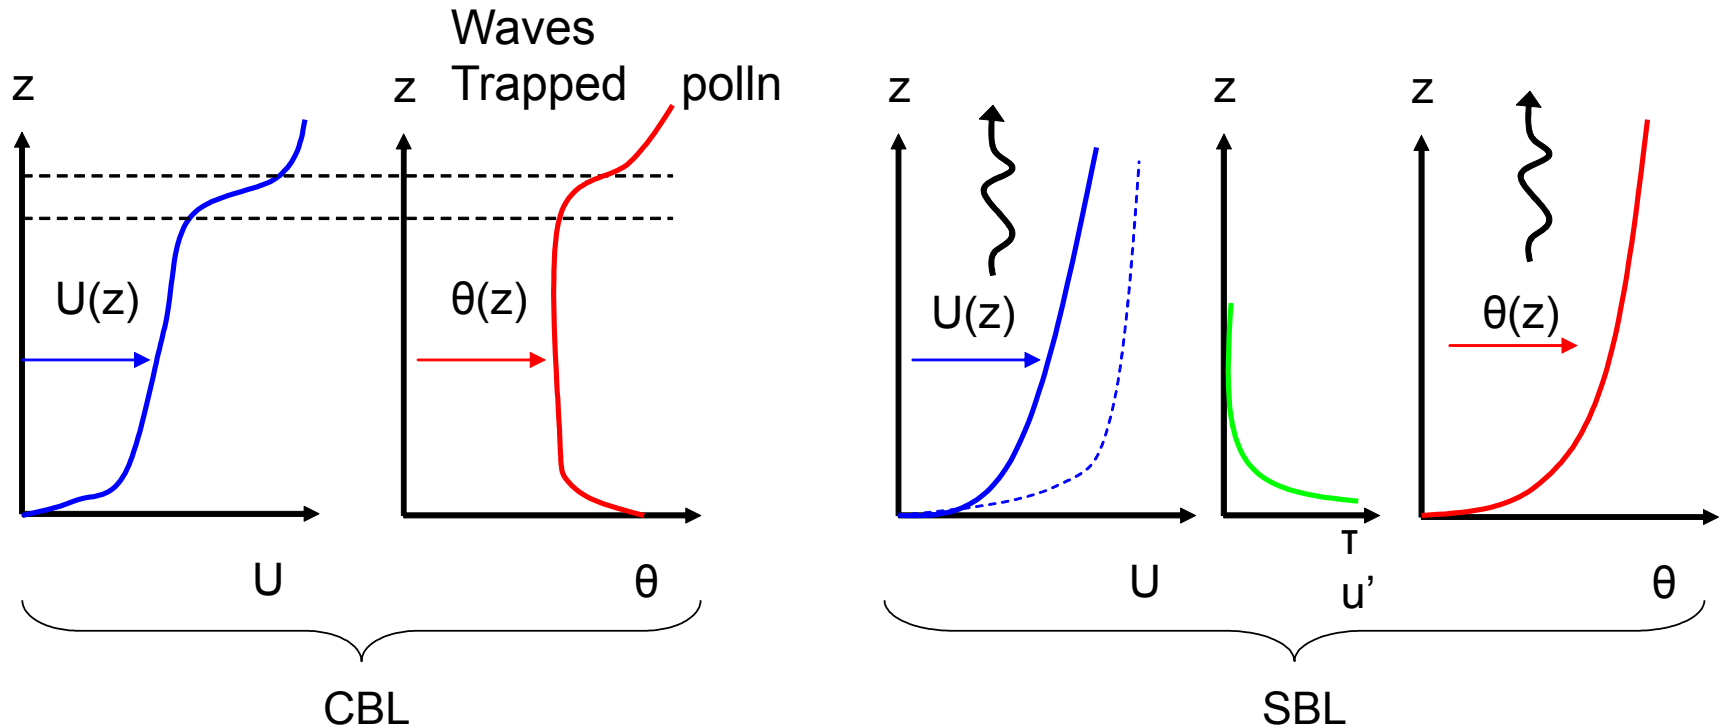 Waves
Trapped polln
z
z
z
z
z
U(z)
θ(z)
U(z)
θ(z)
U
θ
U
τ
u’
θ
CBL
SBL